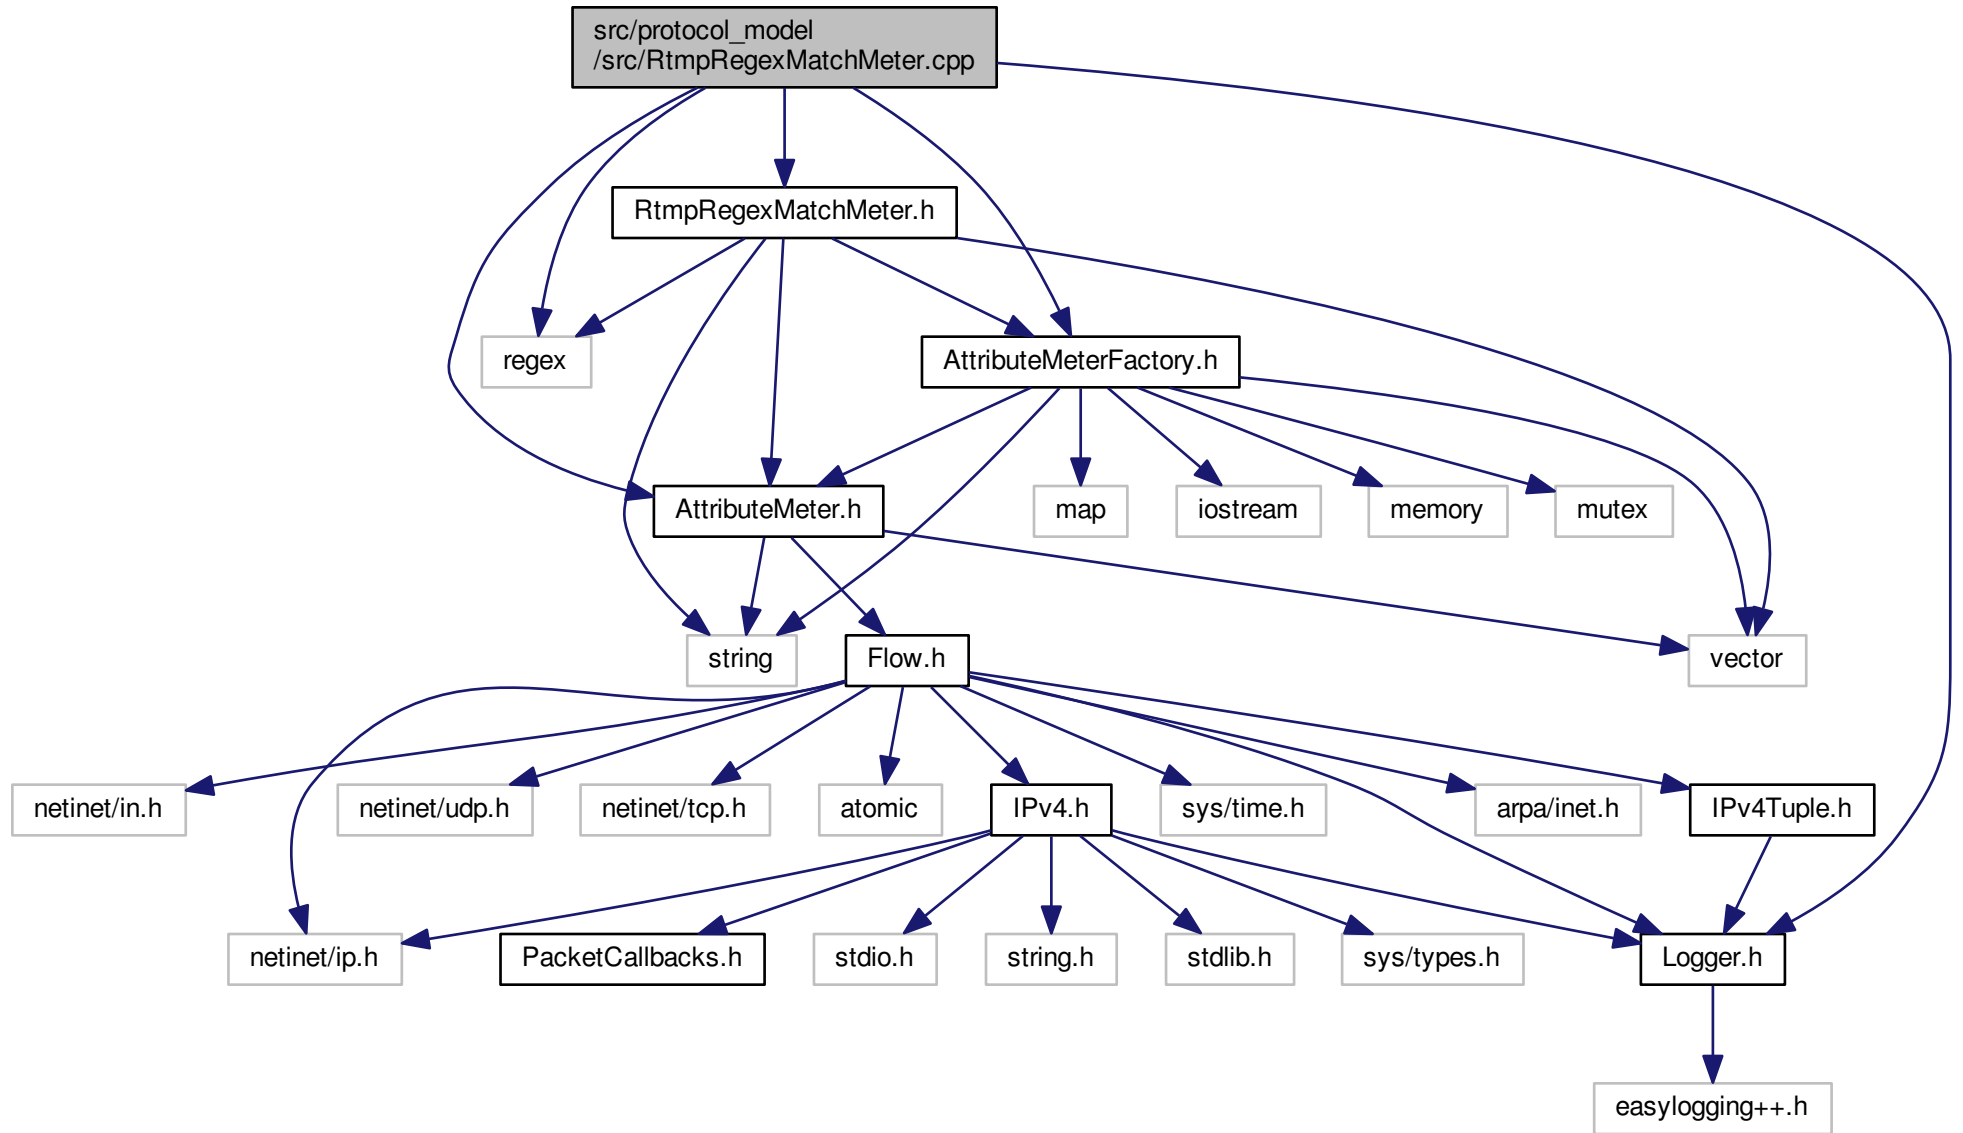 src/protocol_model
/src/RtmpRegexMatchMeter.cpp
RtmpRegexMatchMeter.h
regex
AttributeMeterFactory.h
AttributeMeter.h
map
iostream
memory
mutex
string
Flow.h
vector
netinet/in.h
netinet/udp.h
netinet/tcp.h
atomic
IPv4.h
sys/time.h
arpa/inet.h
IPv4Tuple.h
netinet/ip.h
PacketCallbacks.h
stdio.h
string.h
stdlib.h
sys/types.h
Logger.h
easylogging++.h